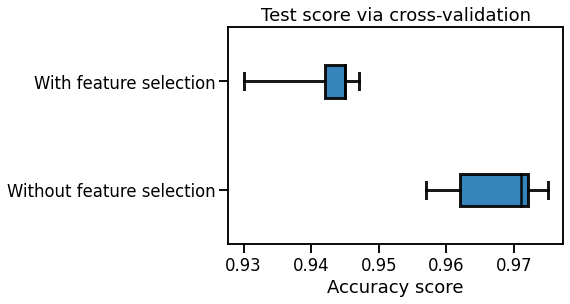 Test score via cross-validation
With feature selection
Without feature selection
0.93 0.94 0.95 0.96 0.97
Accuracy score